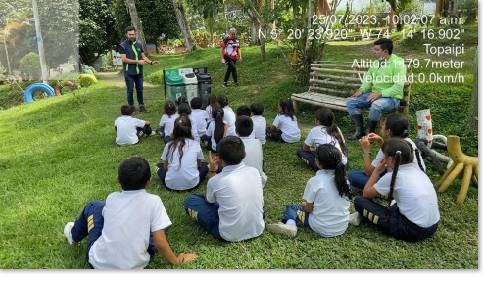 25/07/2023, 10:02:07 a.m.
N 5° 20' 23.920", W 74° 14' 16.902"
Topaipi
Altitud:1479.7meter
Velocidad:0.0km/h